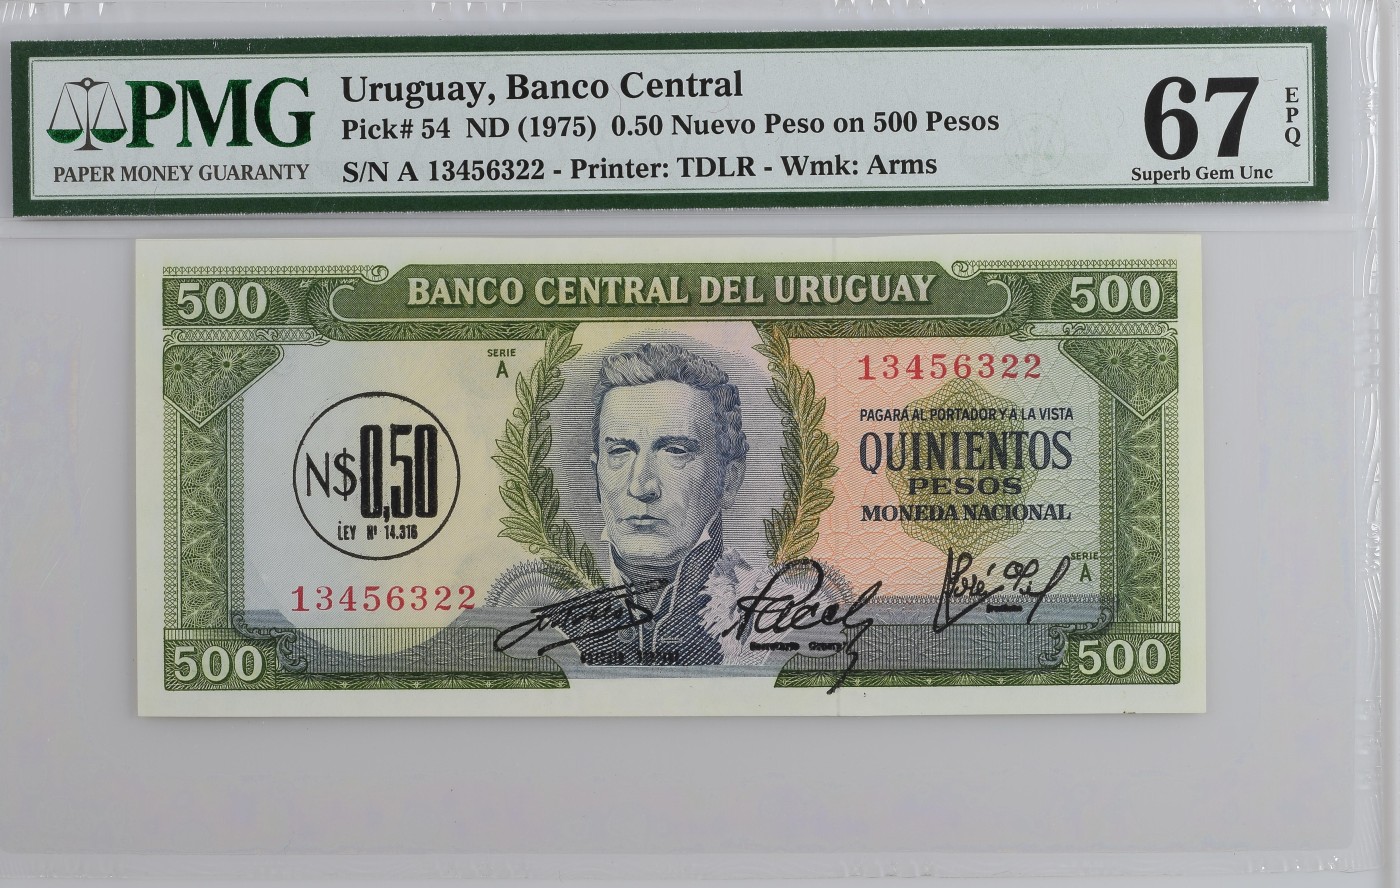 PMG
PAPER MONEY GUARANTY
Uruguay, Banco Central
Pick# 54 ND (1975) 0.50 Nuevo Peso on 500 Pesos
S/N A 13456322 - Printer: TDLR - Wmk: Arms
67
EPQ
Superb Gem Unc
500
BANCO CENTRAL DEL URUGUAY
500
SERIE
A
13456322
PAGARÁ AL PORTADOR Y A LA VISTA
QUINIENTOS
PESOS
MONEDA NACIONAL
N$ 0,50
LEY Nº 14.316
13456322
SERIE
A
Secretario General
500
500